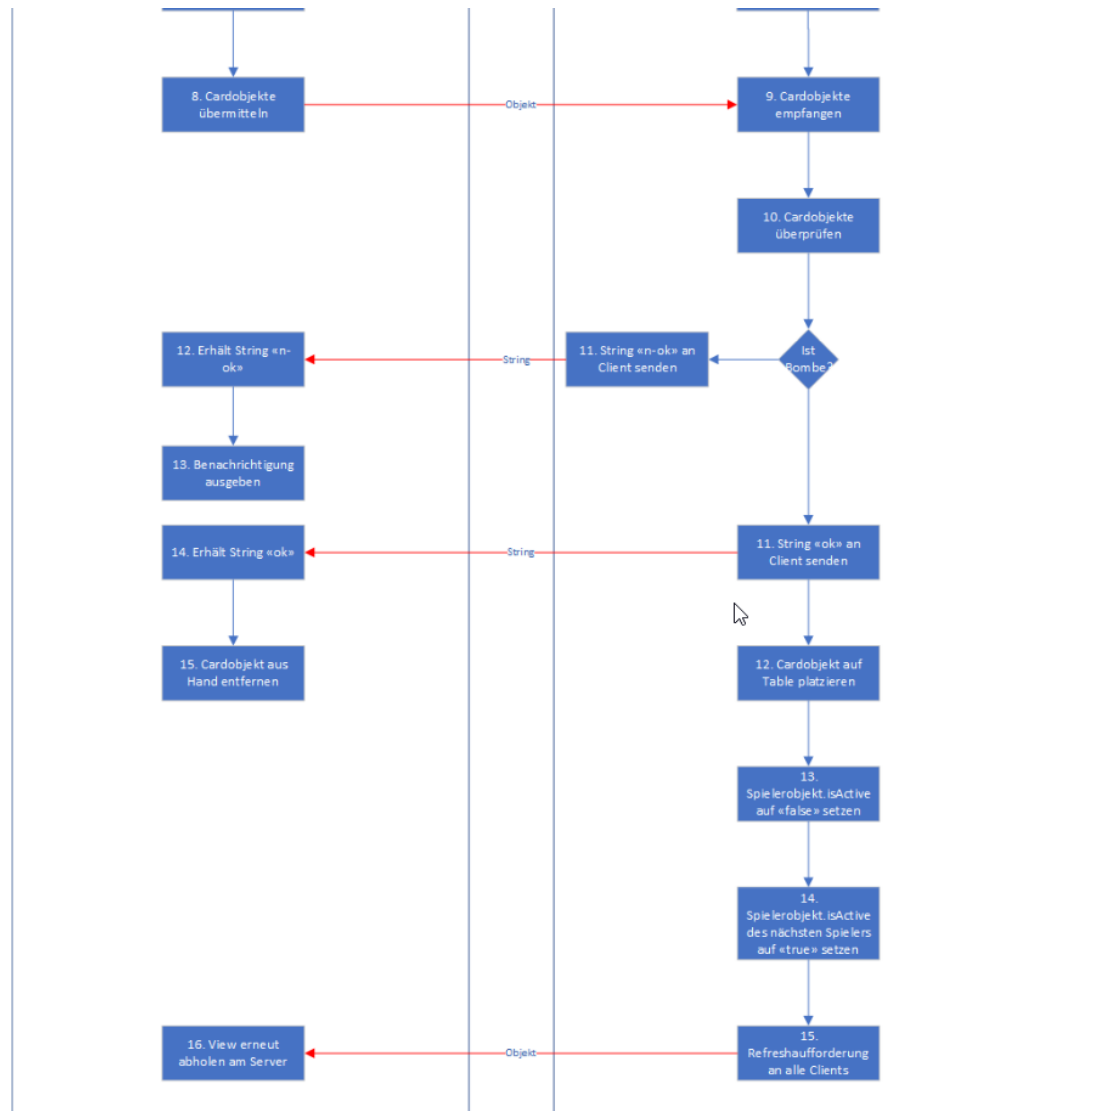 8. Cardobjekte
übermitteln
Objekt
9. Cardobjekte
empfangen
10. Cardobjekte
überprüfen
12. Erhält String «n-
ok»
String
11. String «n-ok» an
Client senden
Ist
Bombe?
13. Benachrichtigung
ausgeben
14. Erhält String «ok»
String
11. String «ok» an
Client senden
15. Cardobjekt aus
Hand entfernen
12. Cardobjekt auf
Table platzieren
13.
Spielerobjekt.isActive
auf «false» setzen
14.
Spielerobjekt.isActive
des nächsten Spielers
auf «true» setzen
16. View erneut
abholen am Server
Objekt
15.
Refreshaufforderung
an alle Clients